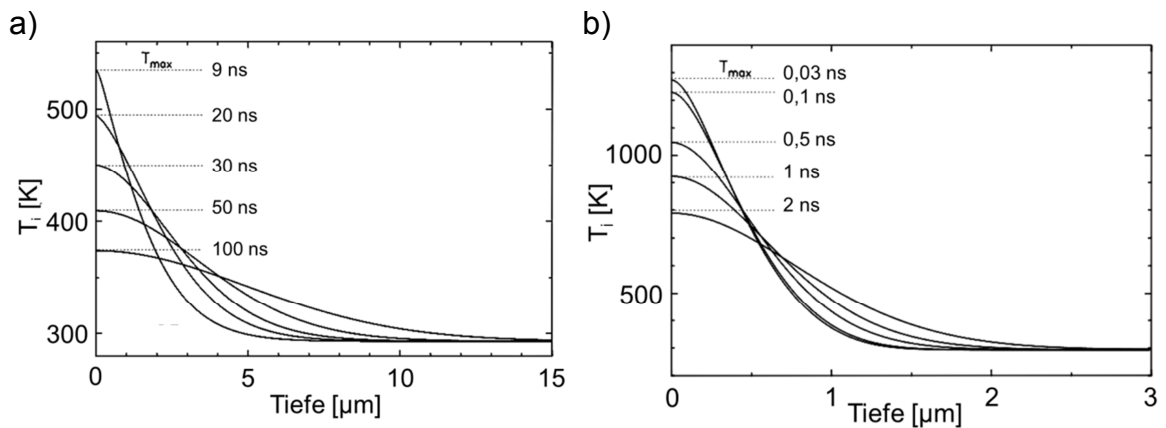 a)
T_max
9 ns
20 ns
30 ns
50 ns
100 ns
500
400
300
T_i [K]
0
5
10
15
Tiefe [µm]
b)
T_max
0,03 ns
0,1 ns
0,5 ns
1 ns
2 ns
1000
500
T_i [K]
0
1
2
3
Tiefe [µm]